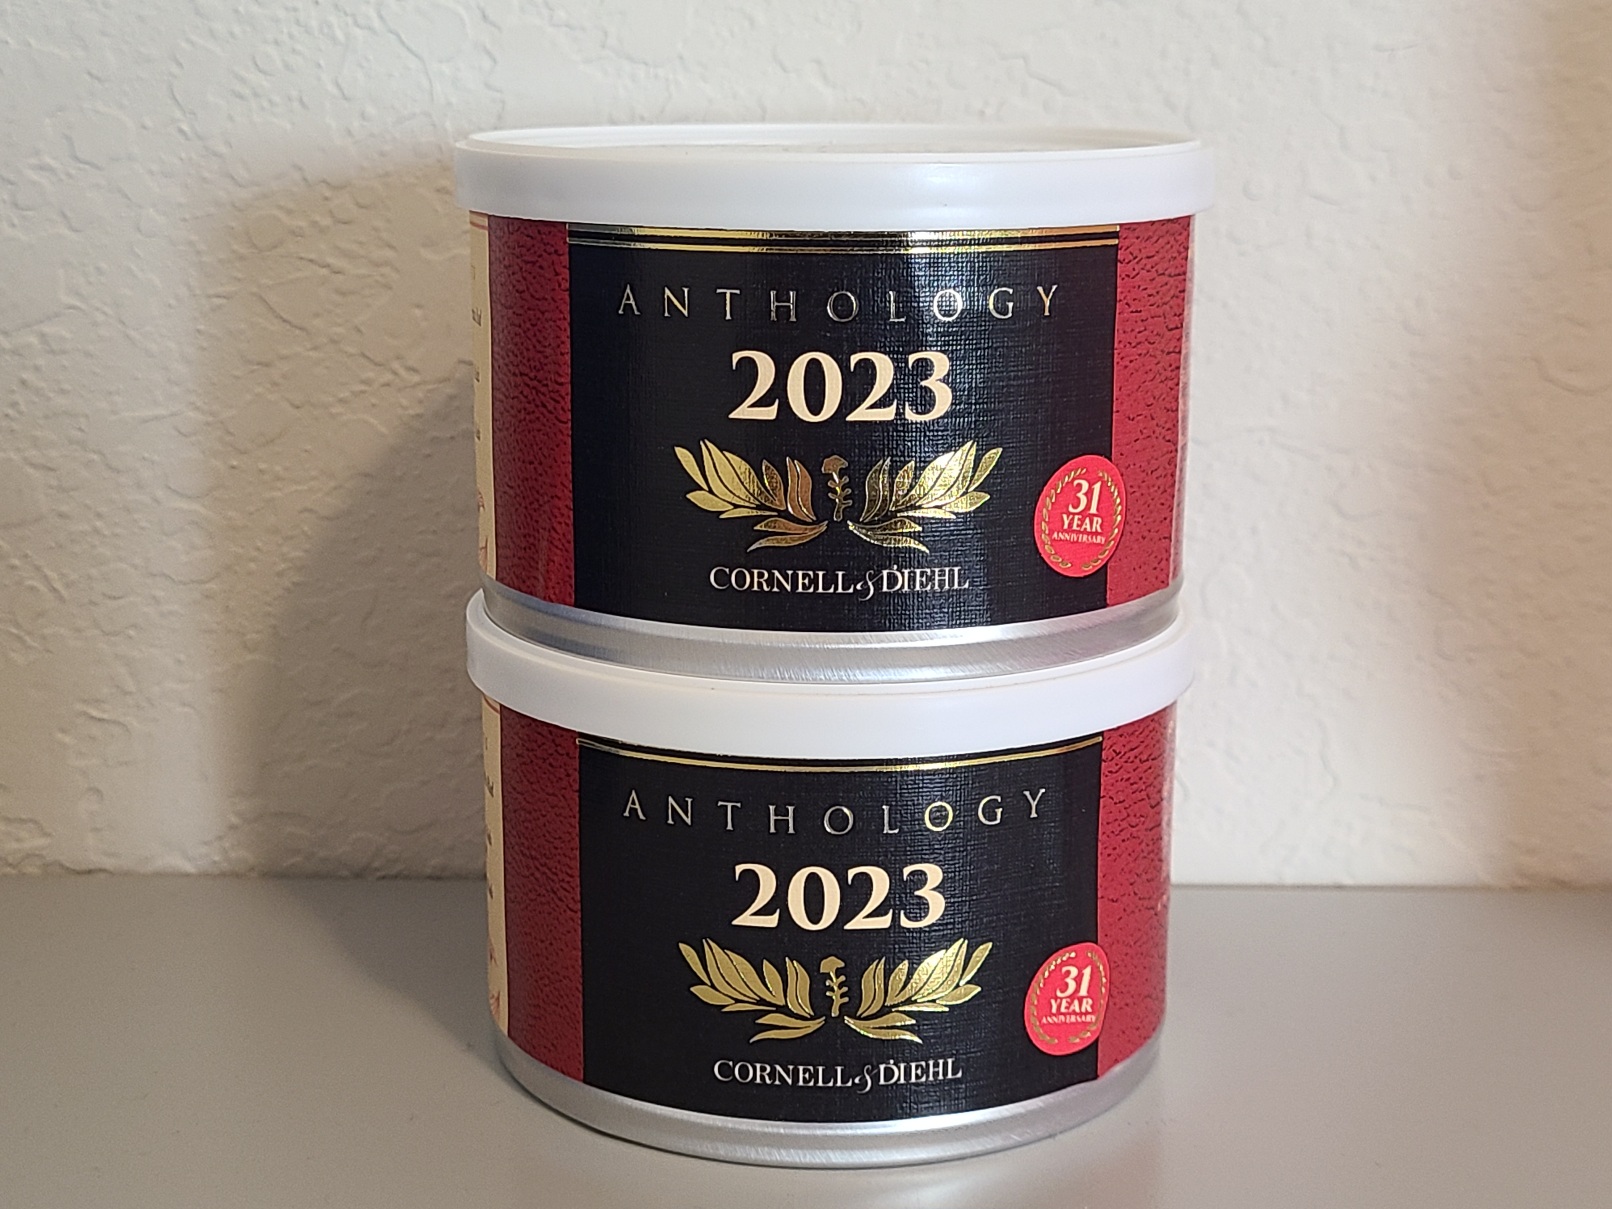 ANTHOLOGY
2023
31
YEAR
ANNIVERSARY
CORNELL & DIEHL
ANTHOLOGY
2023
31
YEAR
ANNIVERSARY
CORNELL & DIEHL